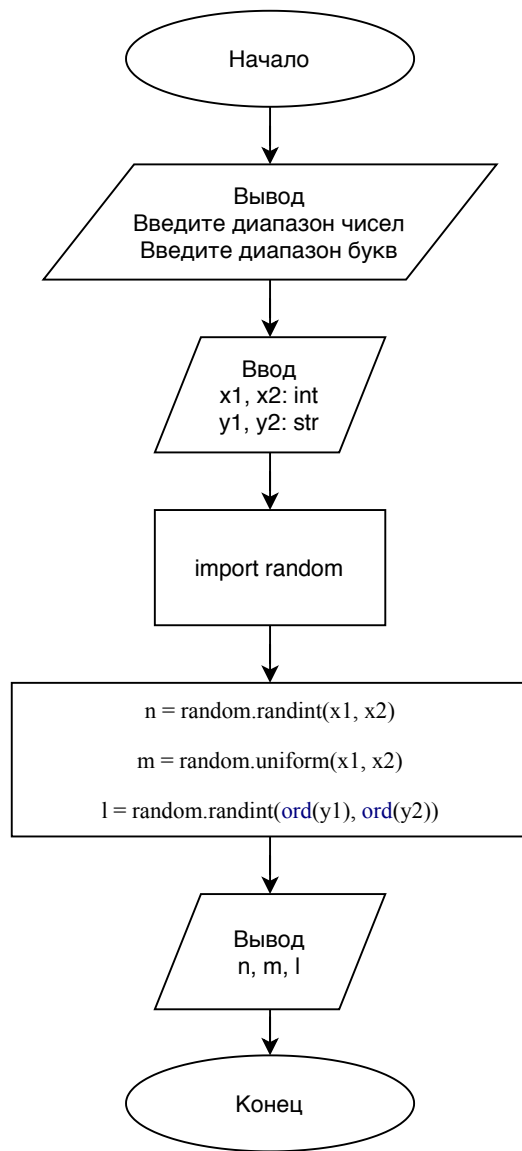 Начало
Вывод
Введите диапазон чисел
Введите диапазон букв
Ввод
x1, x2: int
y1, y2: str
import random
n = random.randint(x1, x2)
m = random.uniform(x1, x2)
l = random.randint(ord(y1), ord(y2))
Вывод
n, m, l
Конец